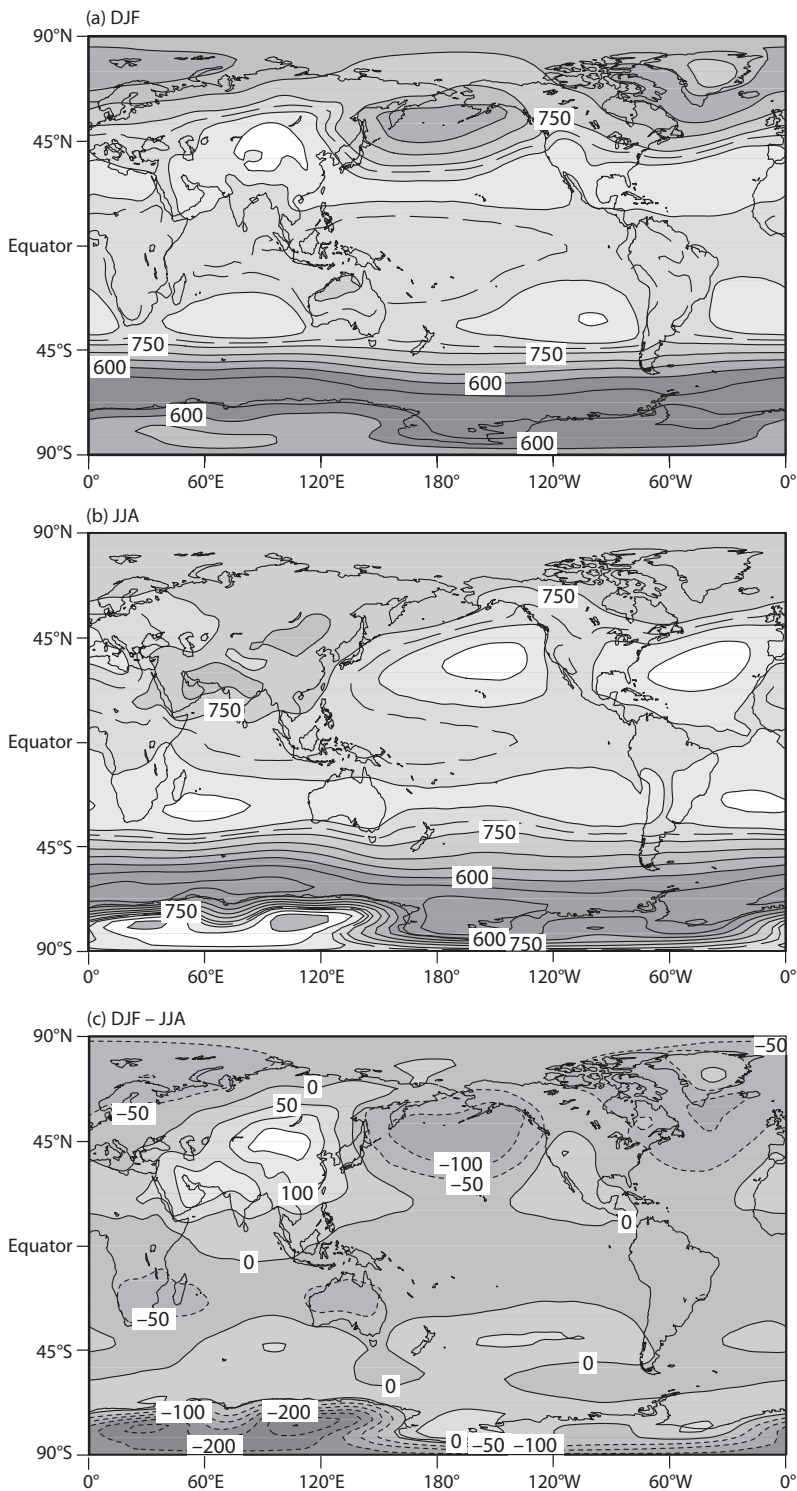 (a) DJF
90°N
750
45°N
Equator
750
750
45°S
600
600
600
600
90°S
0° 60°E 120°E 180° 120°W 60°W 0°
(b) JJA
90°N
750
45°N
750
Equator
750
45°S
600
750
600 750
90°S
0° 60°E 120°E 180° 120°W 60°W 0°
(c) DJF – JJA
90°N
–50
0
50
–50
45°N
–100
–50
100
0
Equator
0
–50
45°S
0
0
–100 –200
–200
0 –50 –100
90°S
0° 60°E 120°E 180° 120°W 60°W 0°